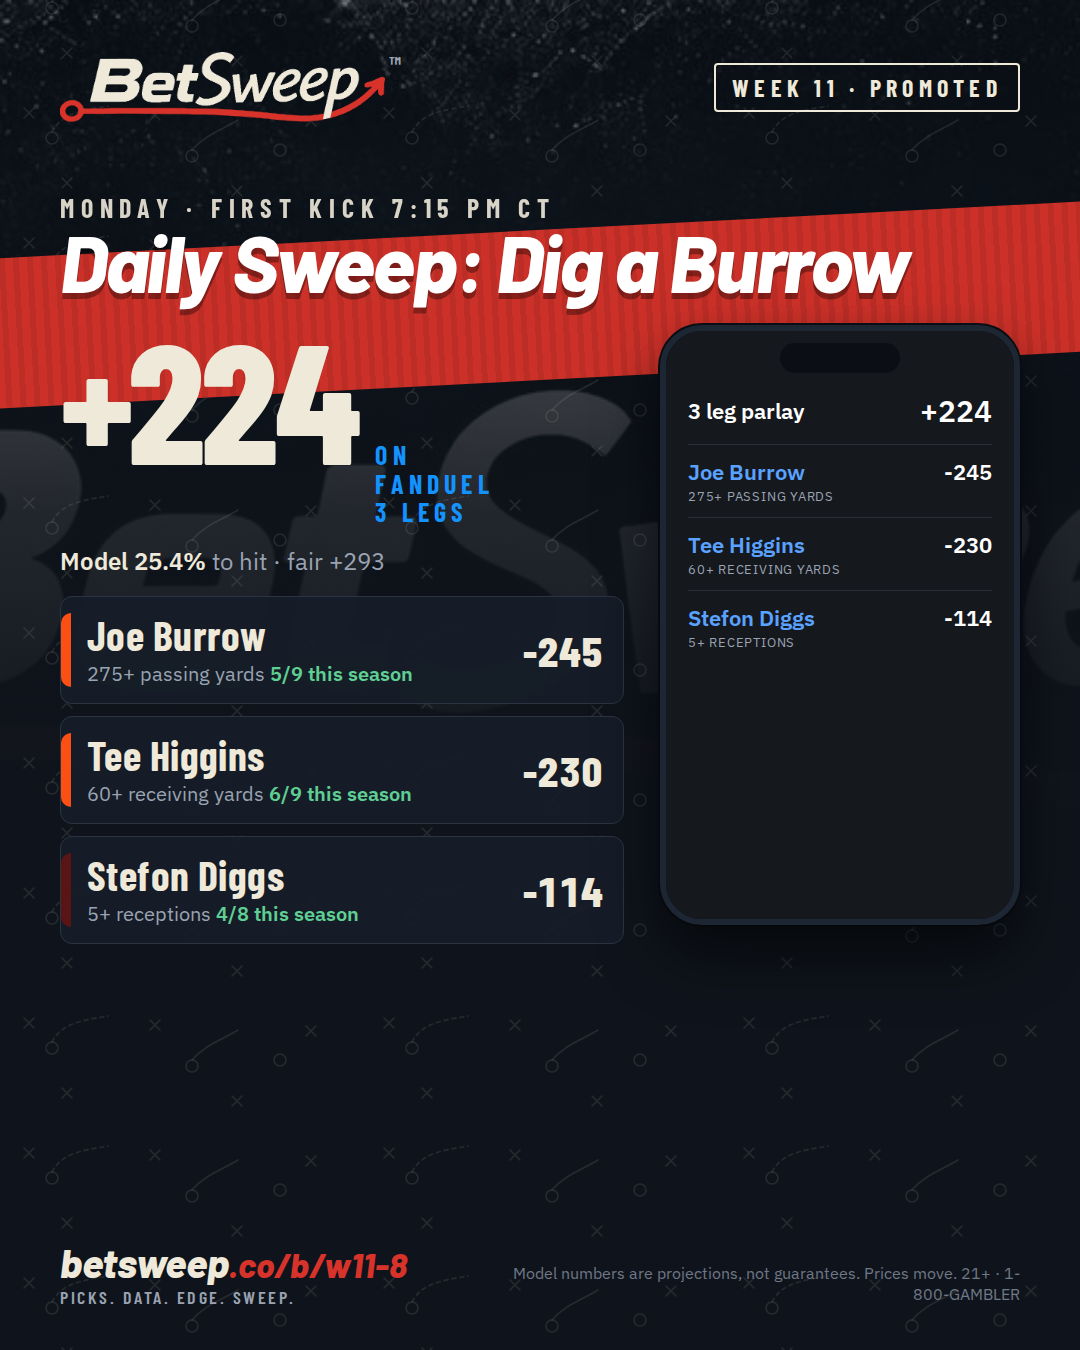 BetSweep™
WEEK 11 · PROMOTED
MONDAY · FIRST KICK 7:15 PM CT
Daily Sweep: Dig a Burrow
+224
ON
FANDUEL
3 LEGS
Model 25.4% to hit · fair +293
Joe Burrow
275+ passing yards 5/9 this season
-245
Tee Higgins
60+ receiving yards 6/9 this season
-230
Stefon Diggs
5+ receptions 4/8 this season
-114
3 leg parlay +224
Joe Burrow -245
275+ PASSING YARDS
Tee Higgins -230
60+ RECEIVING YARDS
Stefon Diggs -114
5+ RECEPTIONS
betsweep.co/b/w11-8
PICKS. DATA. EDGE. SWEEP.
Model numbers are projections, not guarantees. Prices move. 21+ · 1-
800-GAMBLER